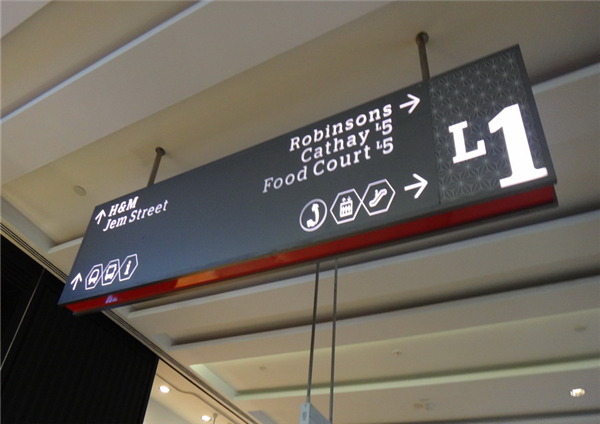 H&M
Jem Street
Robinsons
Cathay L5
Food Court L5
L1